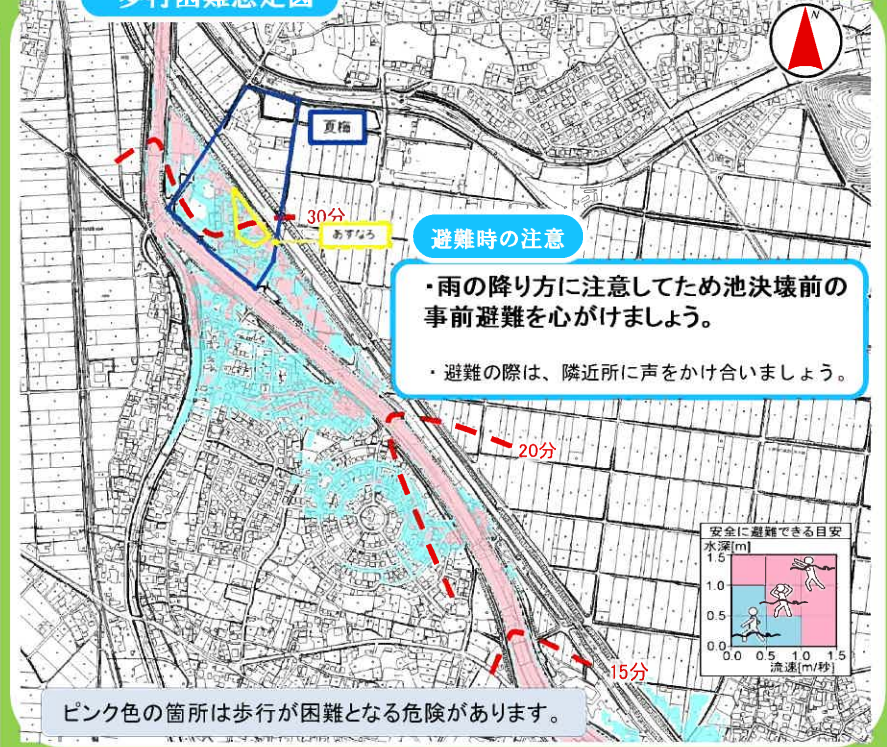 歩行困難想定図
N
夏梅
30分
あすなろ
避難時の注意
・雨の降り方に注意してため池決壊前の
事前避難を心がけましょう。
・避難の際は、隣近所に声をかけ合いましょう。
20分
安全に避難できる目安
水深[m]
1.5
1.0
0.5
0.0
0.0 0.5 1.0 1.5
流速[m/秒]
15分
ピンク色の箇所は歩行が困難となる危険があります。